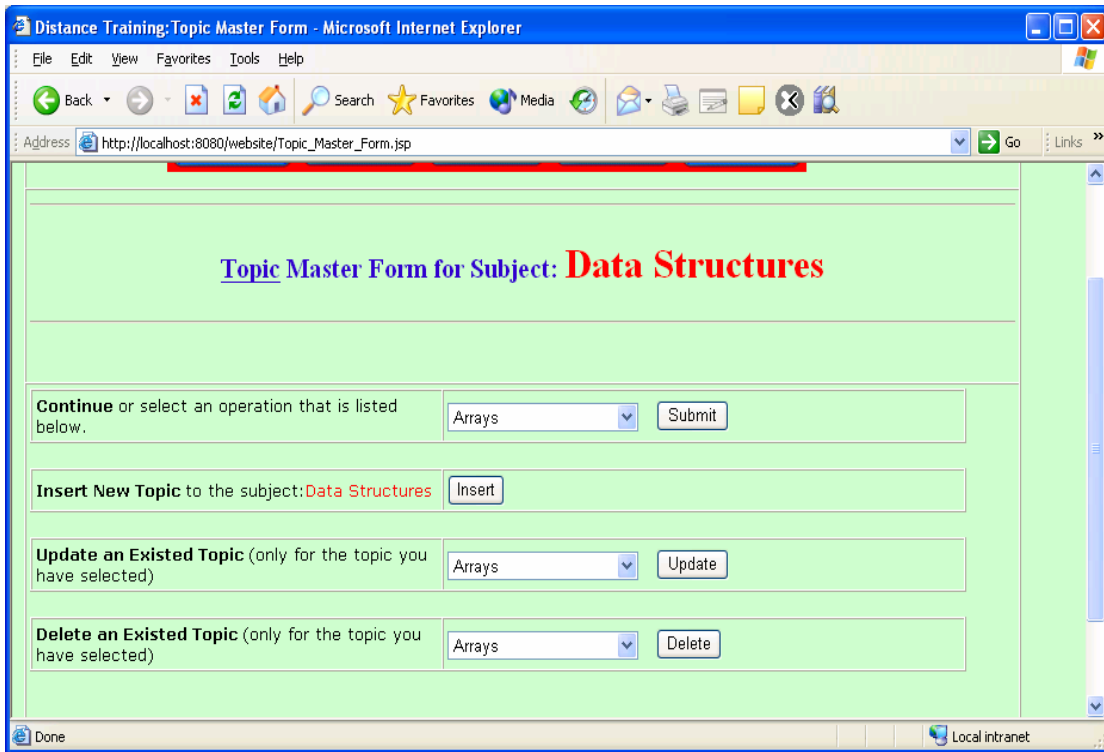 Distance Training:Topic Master Form - Microsoft Internet Explorer
File Edit View Favorites Tools Help
Back Search Favorites Media
Address http://localhost:8080/website/Topic_Master_Form.jsp Go Links »
Topic Master Form for Subject: Data Structures
Continue or select an operation that is listed
below.
Arrays Submit
Insert New Topic to the subject:Data Structures Insert
Update an Existed Topic (only for the topic you
have selected)
Arrays Update
Delete an Existed Topic (only for the topic you
have selected)
Arrays Delete
Done Local intranet